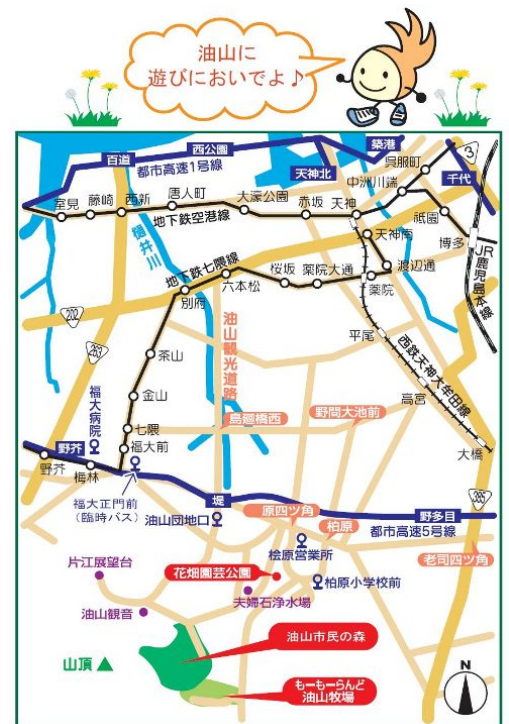 油山に
遊びにおいでよ♪
西公園
築港
百道
都市高速1号線
天神北
呉服町
3
千代
中洲川端
室見
藤崎
西新
唐人町
大濠公園
赤坂
天神
祇園
地下鉄空港線
樋井川
天神南
博多
JR鹿児島本線
地下鉄七隈線
桜坂
薬院大通
渡辺通
六本松
薬院
別府
202
263
油山観光道路
平尾
西鉄天神大牟田線
茶山
福大病院
金山
島廻橋西
野間大池前
高宮
七隈
福大前
野芥
大橋
野芥
梅林
385
福大正門前
(臨時バス)
堀
野多目
油山団地口
原四ツ角
柏原
都市高速5号線
桧原営業所
老司四ツ角
片江展望台
花畑園芸公園
柏原小学校前
夫婦石浄水場
油山観音
油山市民の森
山頂▲
もーもーらんど
油山牧場
N